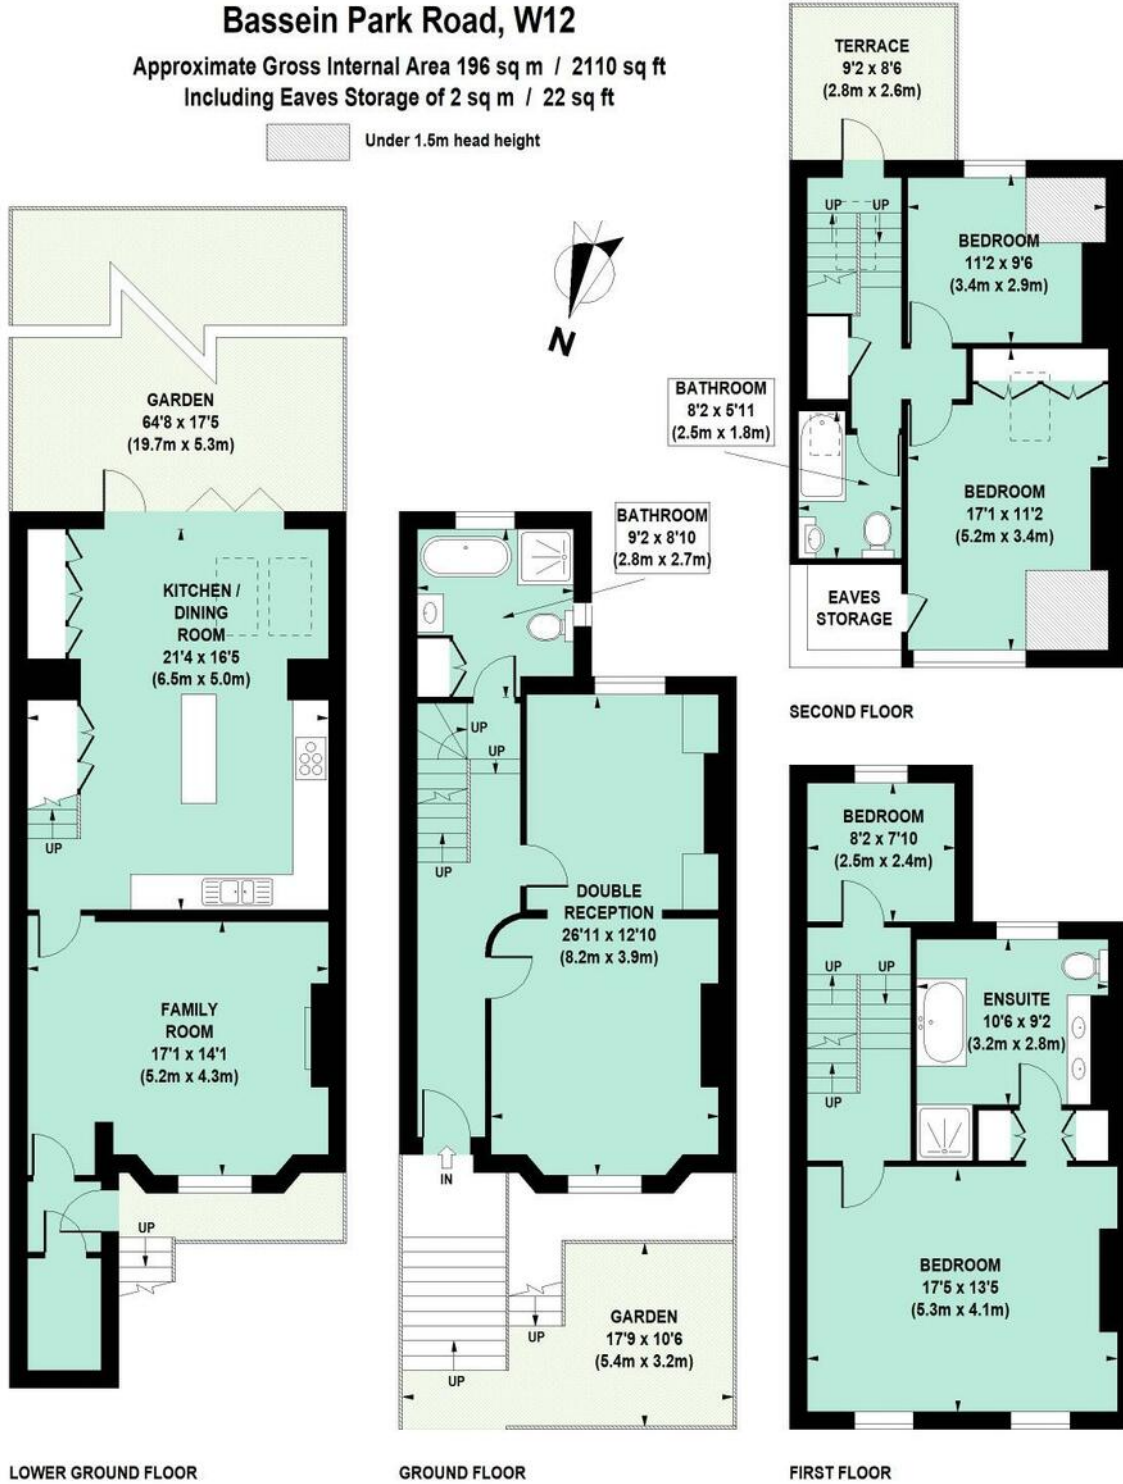 Bassein Park Road, W12
Approximate Gross Internal Area 196 sq m / 2110 sq ft
Including Eaves Storage of 2 sq m / 22 sq ft
Under 1.5m head height
N
GARDEN
64'8 x 17'5
(19.7m x 5.3m)
KITCHEN /
DINING
ROOM
21'4 x 16'5
(6.5m x 5.0m)
UP
FAMILY
ROOM
17'1 x 14'1
(5.2m x 4.3m)
UP
LOWER GROUND FLOOR
BATHROOM
9'2 x 8'10
(2.8m x 2.7m)
UP
UP
UP
DOUBLE
RECEPTION
26'11 x 12'10
(8.2m x 3.9m)
IN
UP
UP
GARDEN
17'9 x 10'6
(5.4m x 3.2m)
GROUND FLOOR
TERRACE
9'2 x 8'6
(2.8m x 2.6m)
UP UP
BEDROOM
11'2 x 9'6
(3.4m x 2.9m)
BATHROOM
8'2 x 5'11
(2.5m x 1.8m)
BEDROOM
17'1 x 11'2
(5.2m x 3.4m)
EAVES
STORAGE
SECOND FLOOR
BEDROOM
8'2 x 7'10
(2.5m x 2.4m)
UP UP
UP
ENSUITE
10'6 x 9'2
(3.2m x 2.8m)
BEDROOM
17'5 x 13'5
(5.3m x 4.1m)
FIRST FLOOR